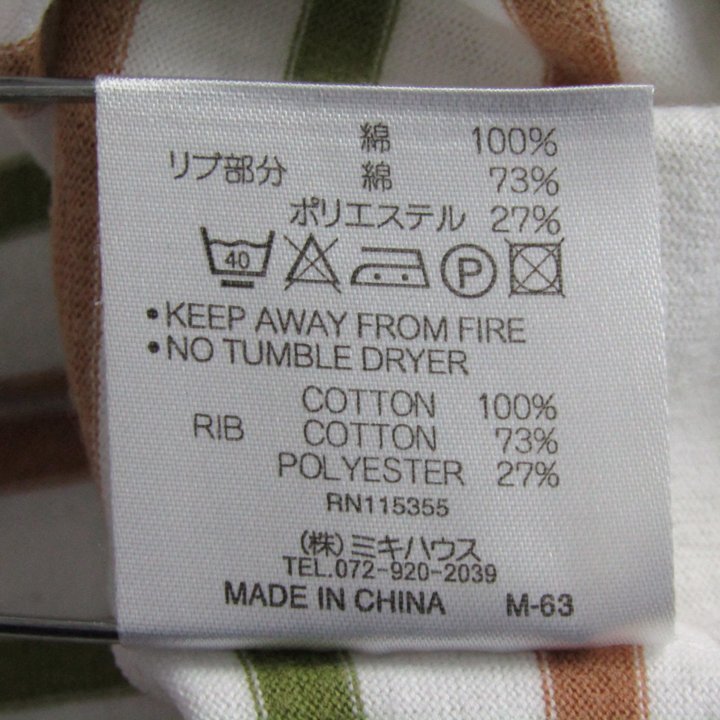 綿 100%
リブ部分 綿 73%
ポリエステル 27%
40 P
•KEEP AWAY FROM FIRE
•NO TUMBLE DRYER
COTTON 100%
RIB COTTON 73%
POLYESTER 27%
RN115355
(株)ミキハウス
TEL.072-920-2039
MADE IN CHINA M-63